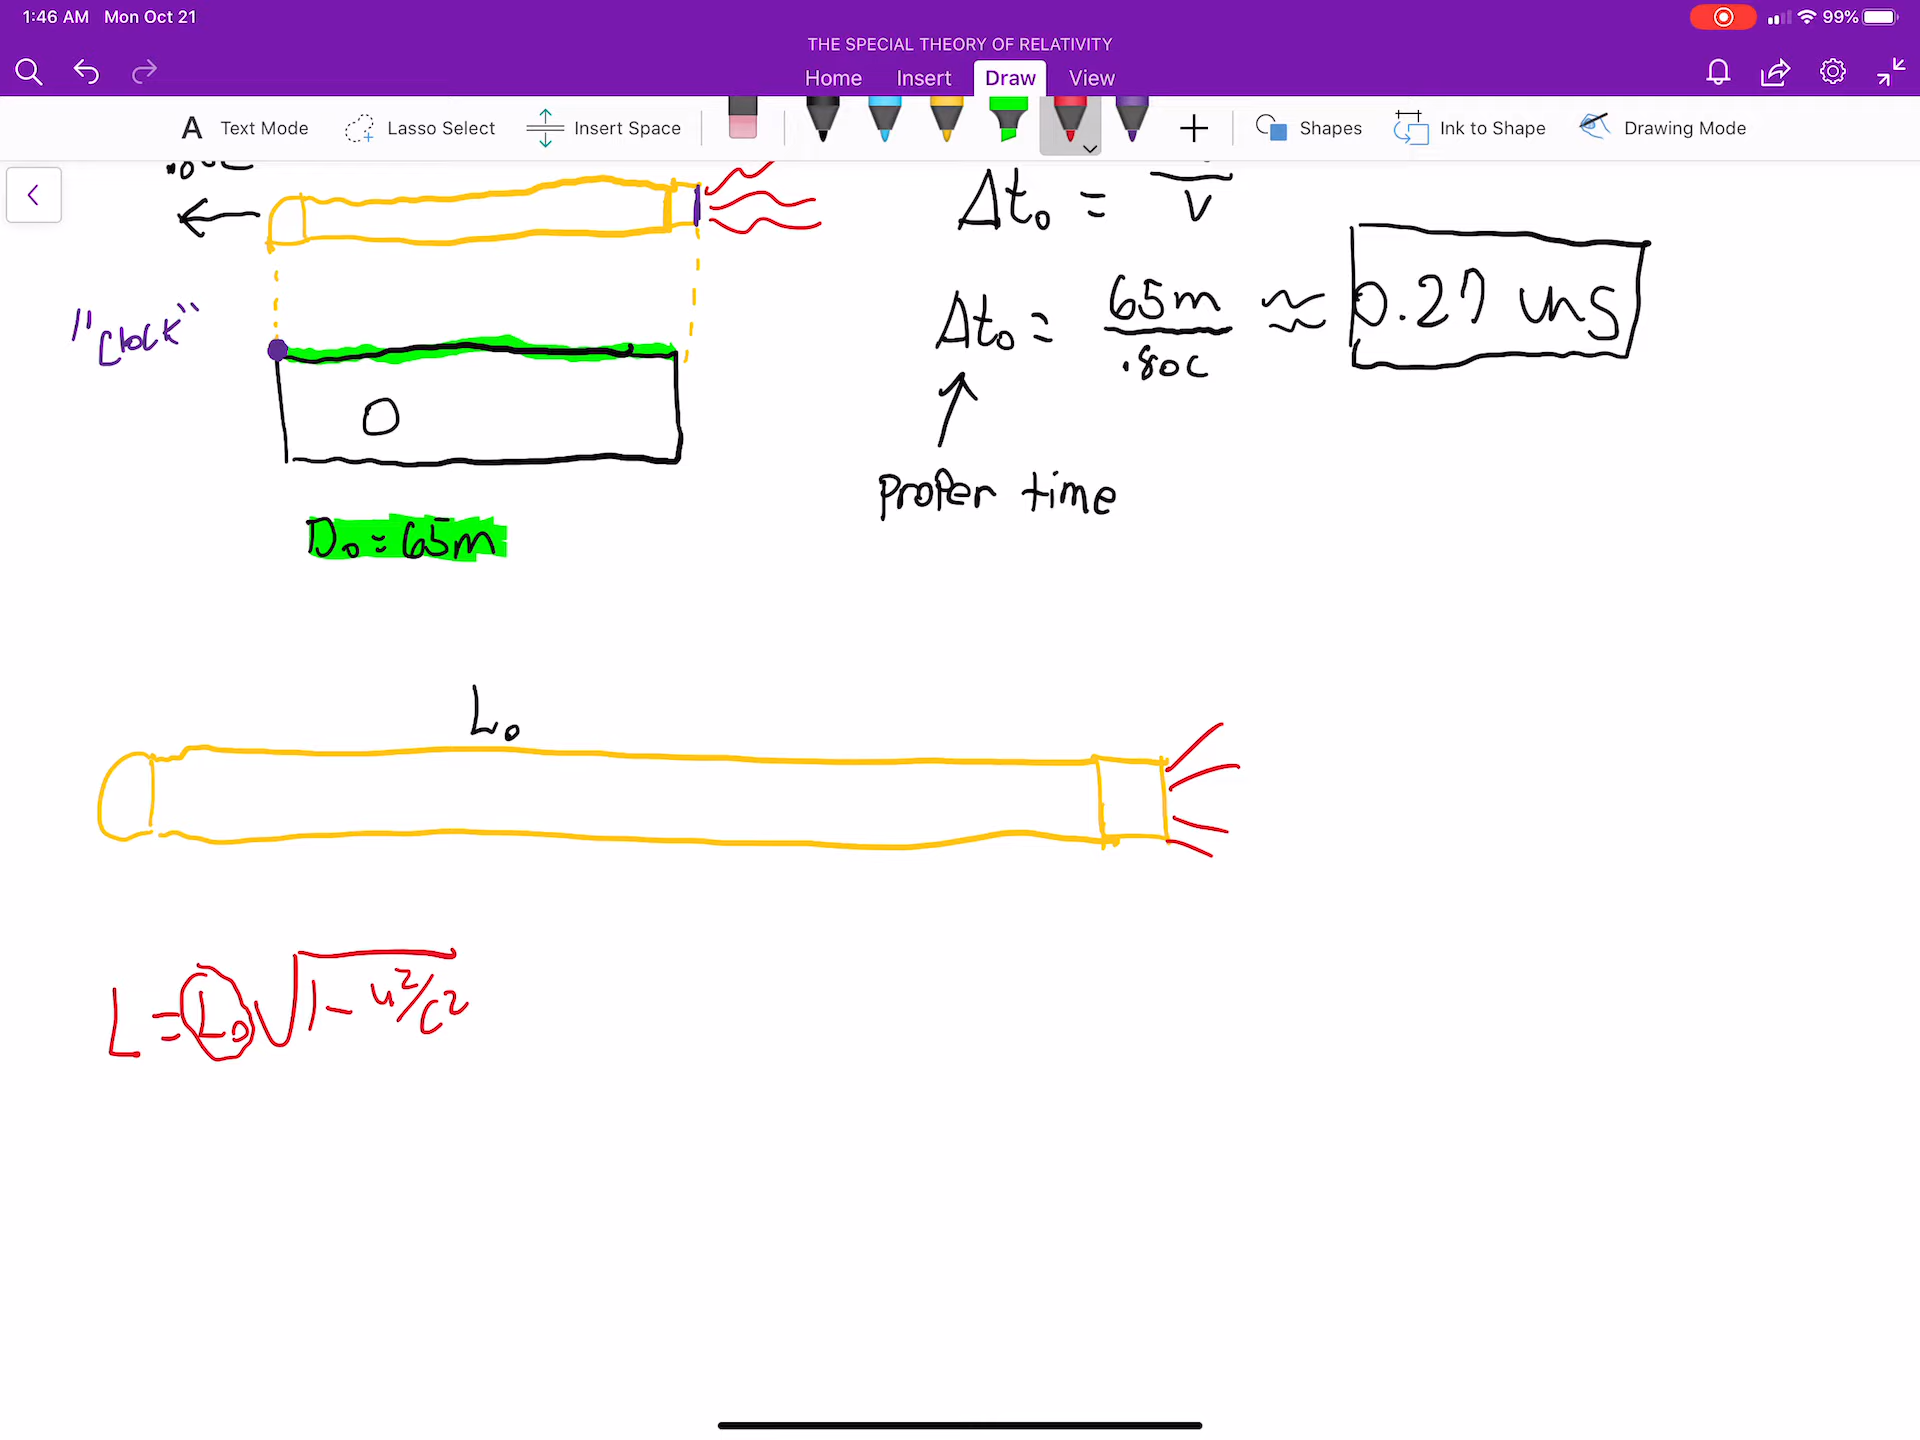 1:46 AM Mon Oct 21
99%
THE SPECIAL THEORY OF RELATIVITY
Home Insert Draw View
A Text Mode Lasso Select Insert Space Shapes Ink to Shape Drawing Mode
Δt₀ = — V
"Clock"
Δt₀ = 65m / .80c ≈ 0.27 μs
O
Proper time
D₀ = 65m
L₀
L = L₀ √1 - u²/c²